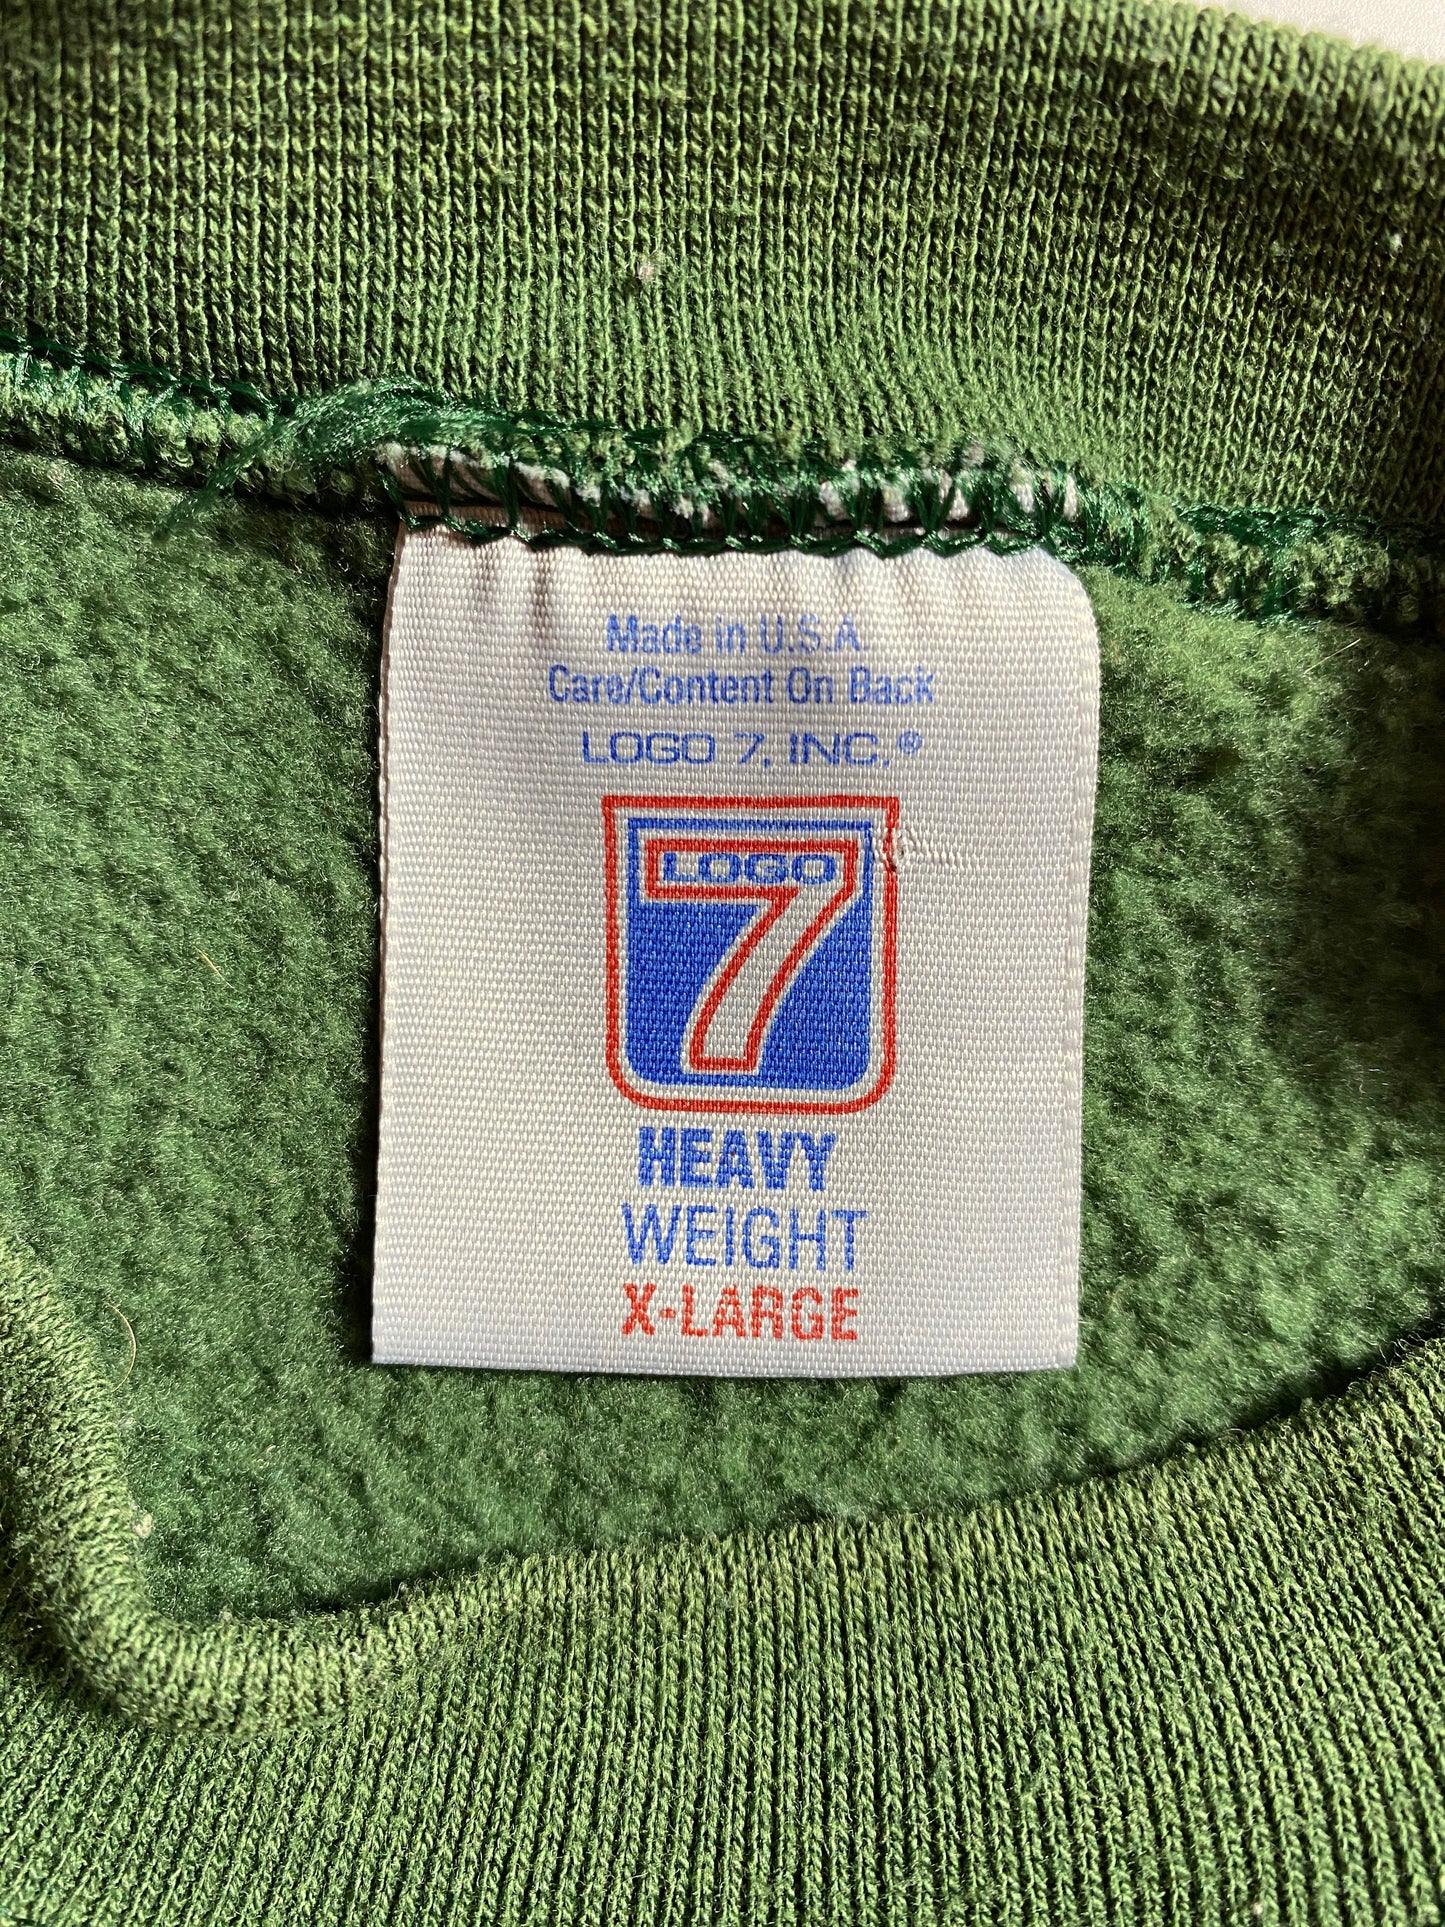 Made in U.S.A.
Care/Content On Back
LOGO 7, INC.®
LOGO
7
HEAVY
WEIGHT
X-LARGE